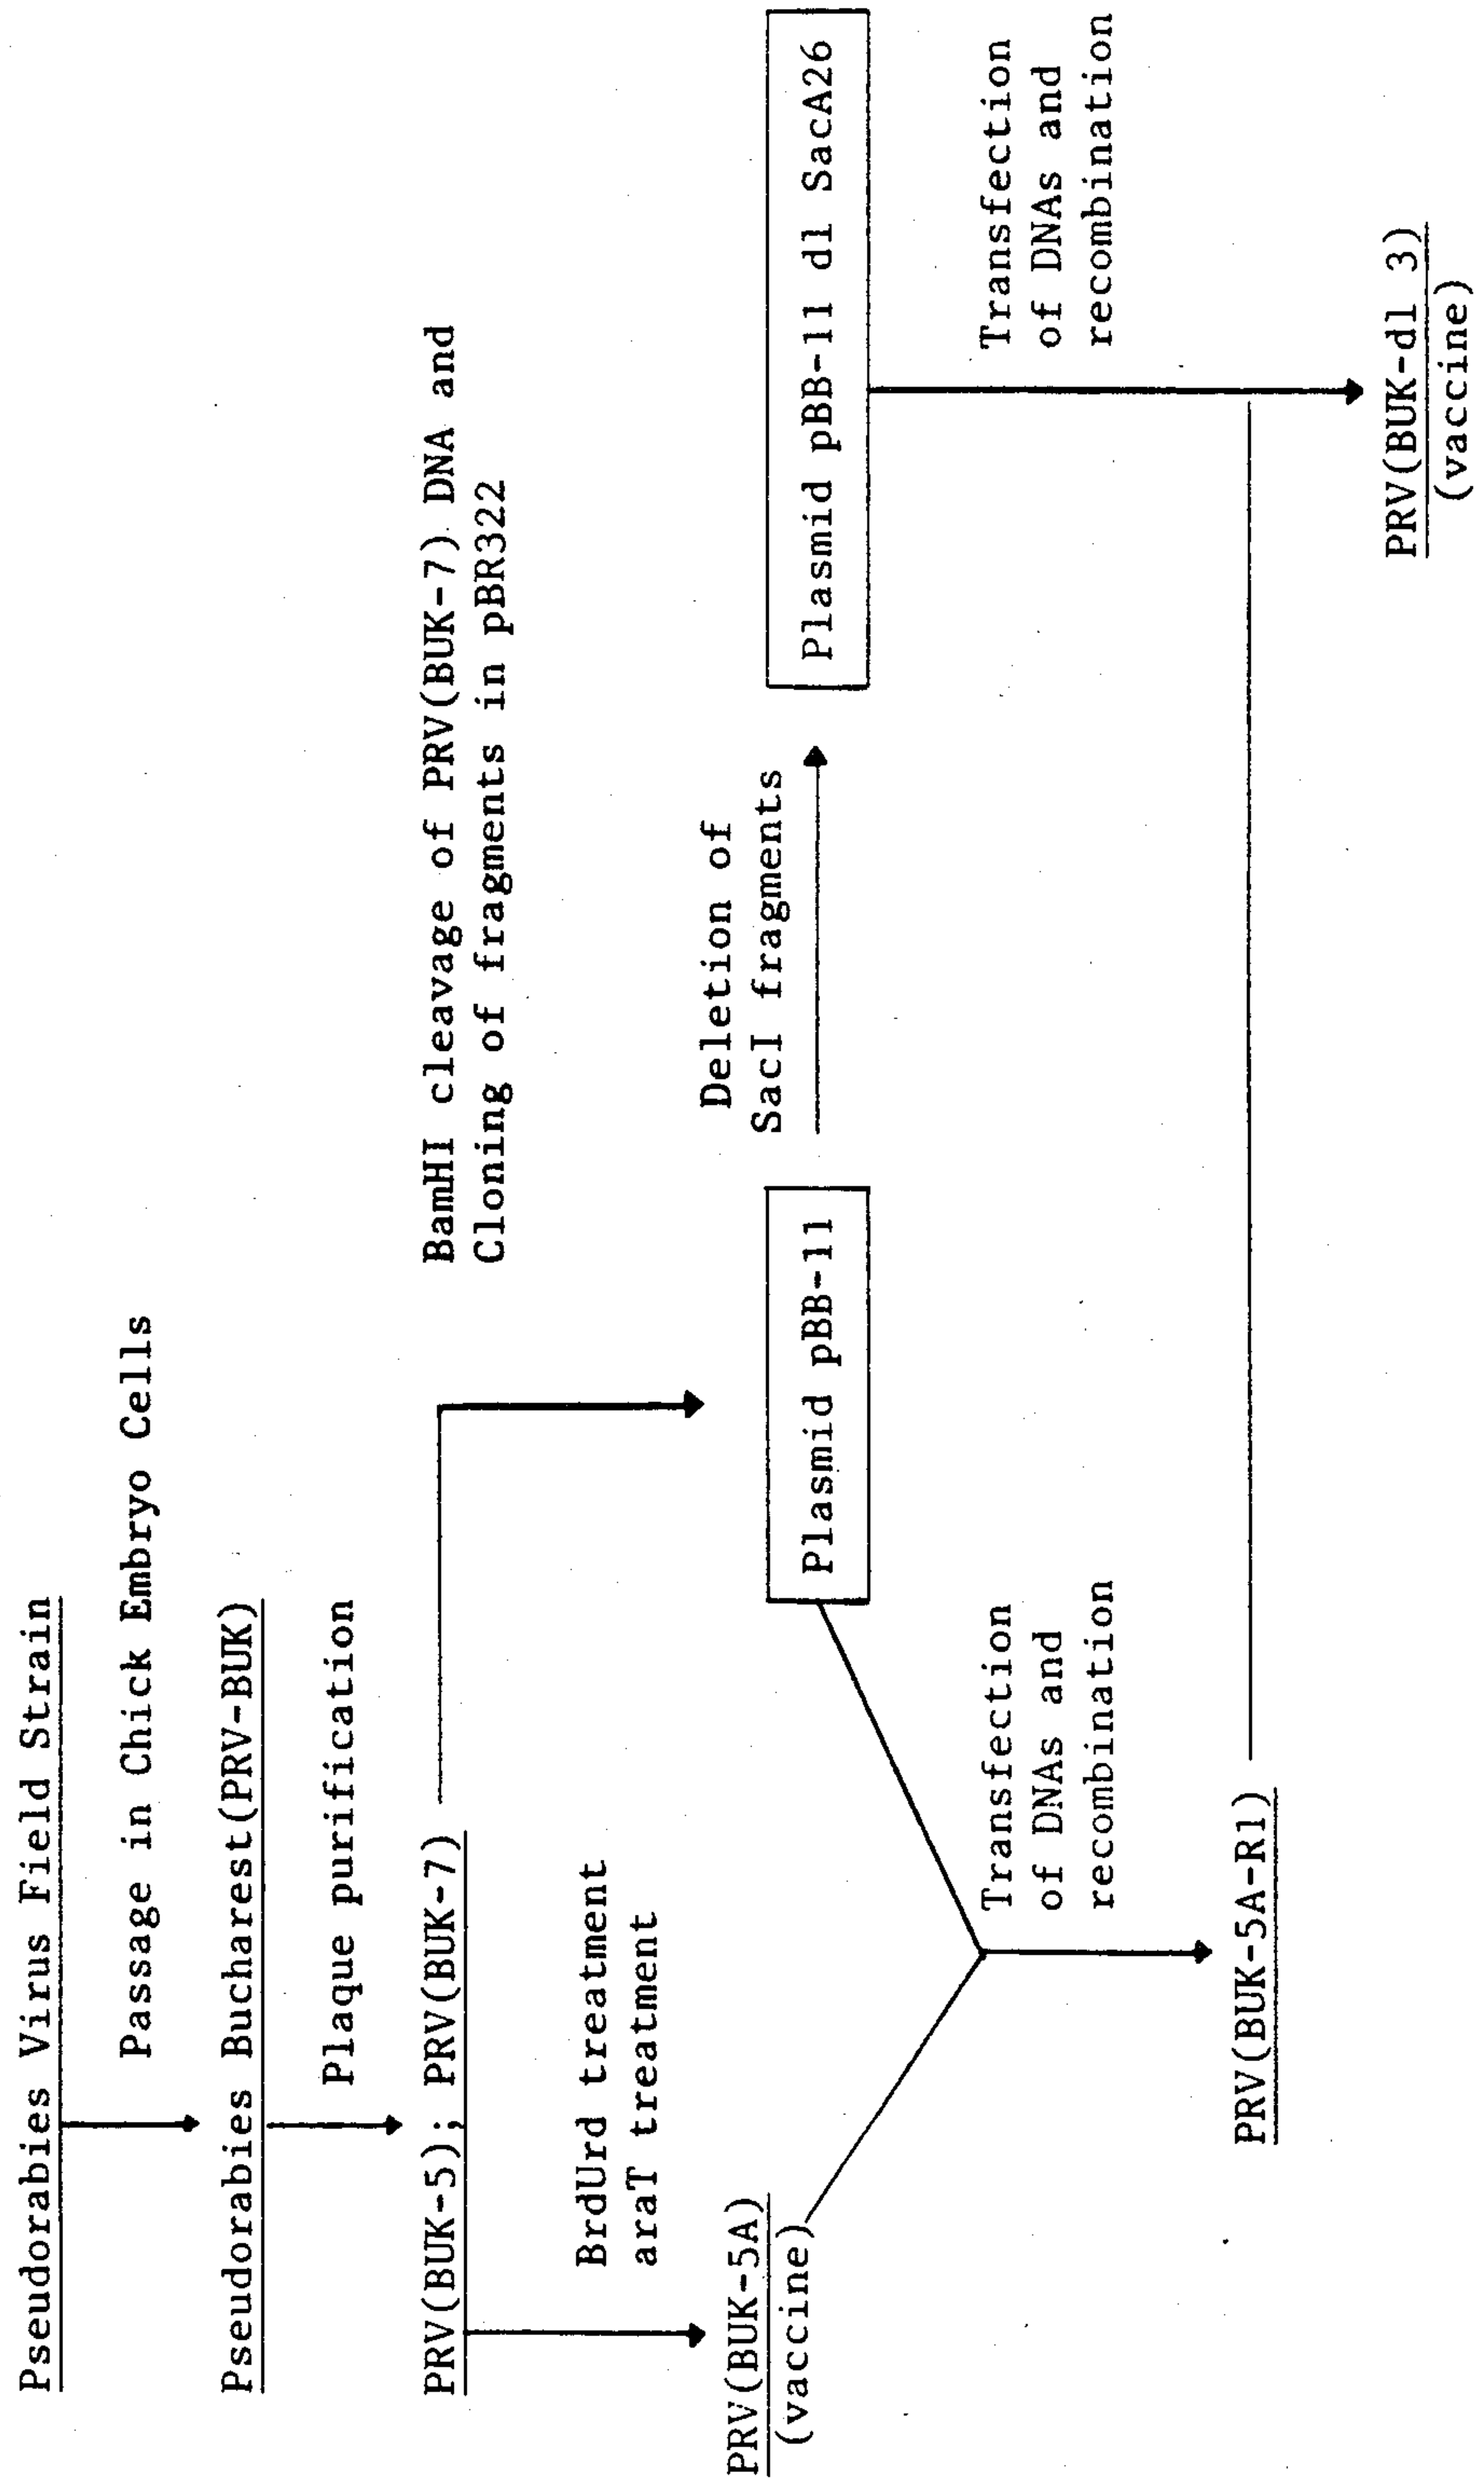 Pseudorabies Virus Field Strain
Passage in Chick Embryo Cells
Pseudorabies Bucharest(PRV-BUK)
Plaque purification
PRV(BUK-5); PRV(BUK-7)
BamHI cleavage of PRV(BUK-7) DNA and
Cloning of fragments in pBR322
BrdUrd treatment
araT treatment
PRV(BUK-5A)
(vaccine)
Plasmid pBB-11
Deletion of
SacI fragments
Plasmid pBB-11 dl SacA26
Transfection
of DNAs and
recombination
Transfection
of DNAs and
recombination
PRV(BUK-5A-R1)
PRV(BUK-dl 3)
(vaccine)